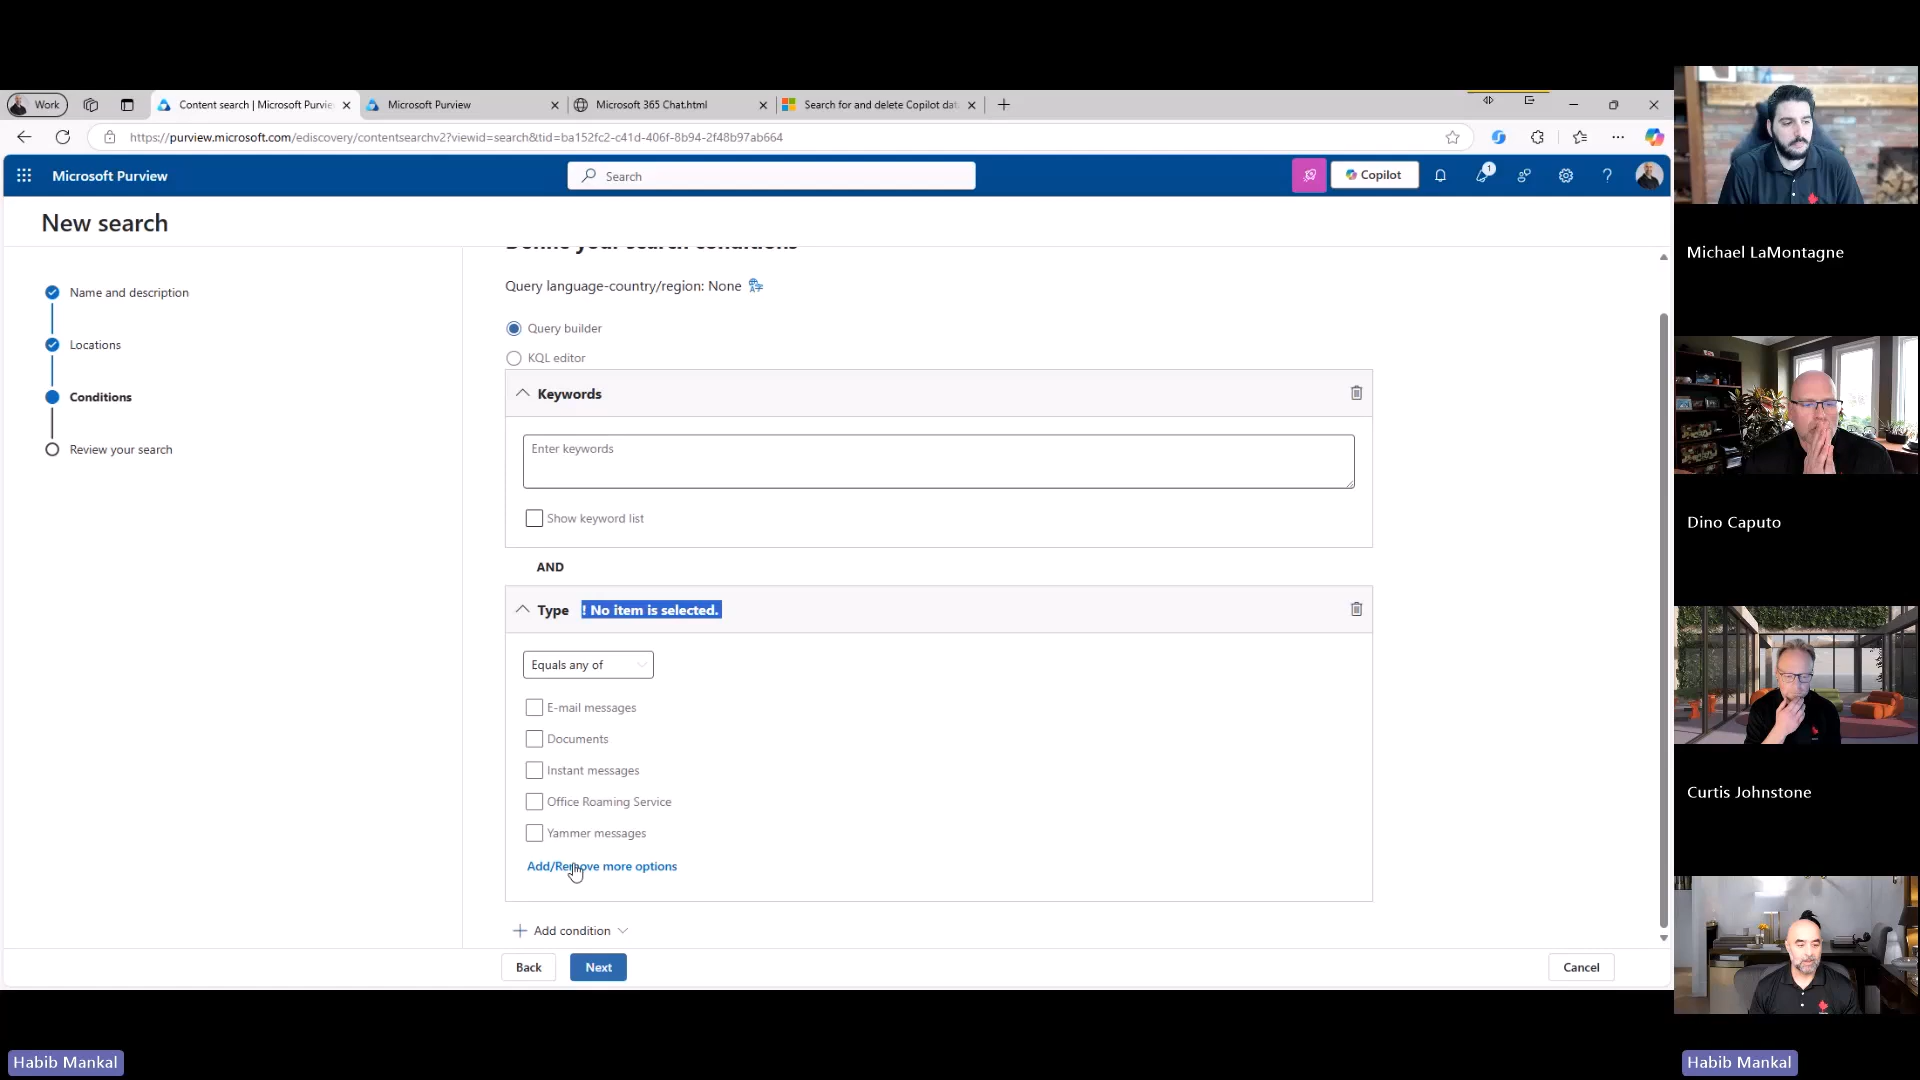 Work
Content search | Microsoft Purvie
Microsoft Purview
Microsoft 365 Chat.html
Search for and delete Copilot dat
https://purview.microsoft.com/ediscovery/contentsearchv2?viewid=search&tid=ba152fc2-c41d-406f-8b94-2f48b97ab664
Microsoft Purview
Search
Copilot
1
New search
Name and description
Locations
Conditions
Review your search
Define your search conditions
Query language-country/region: None
Query builder
KQL editor
Keywords
Enter keywords
Show keyword list
AND
Type ! No item is selected.
Equals any of
E-mail messages
Documents
Instant messages
Office Roaming Service
Yammer messages
Add/Remove more options
Add condition
Back
Next
Cancel
Michael LaMontagne
Dino Caputo
Curtis Johnstone
Habib Mankal
Habib Mankal